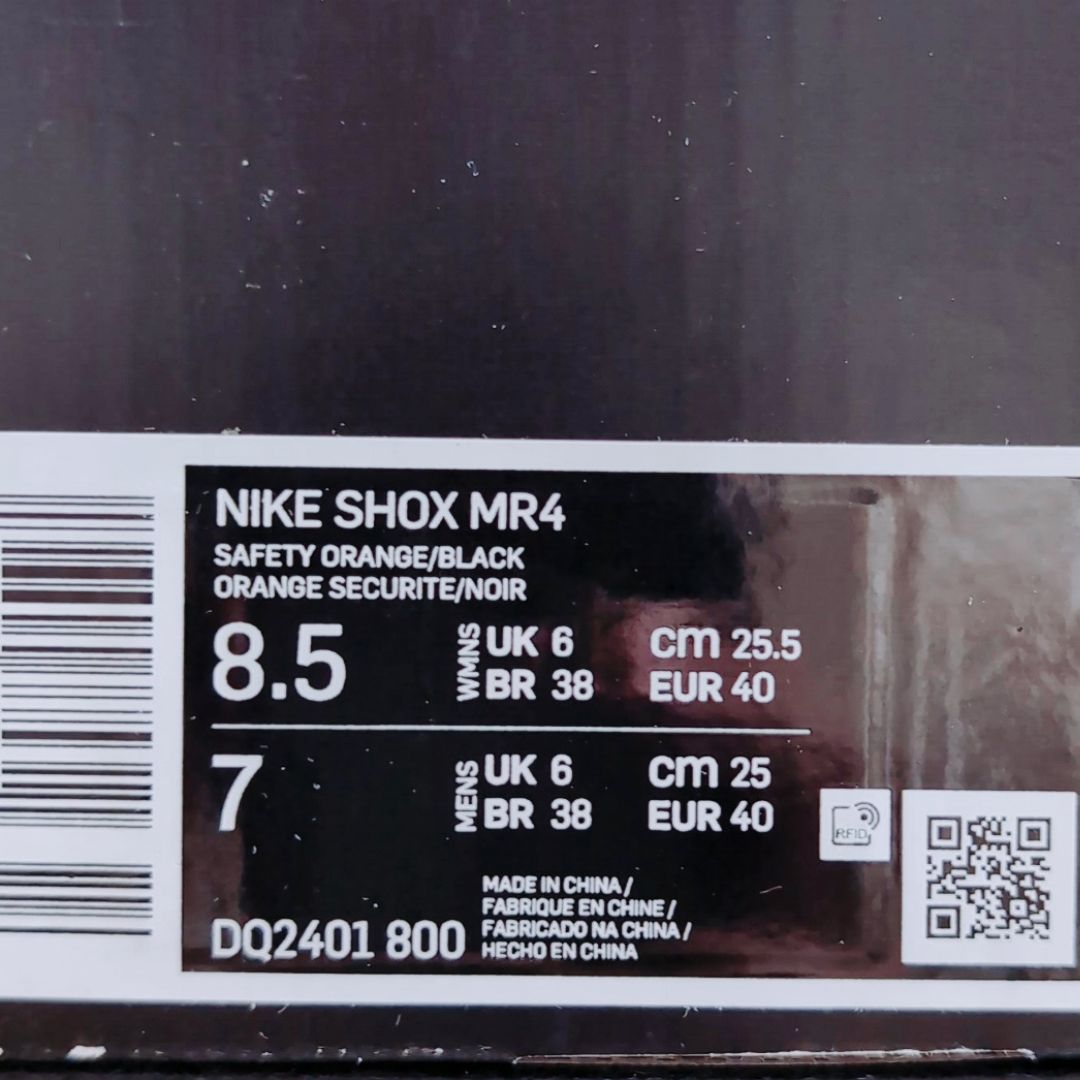 NIKE SHOX MR4
SAFETY ORANGE/BLACK
ORANGE SECURITE/NOIR
8.5 WMNS UK 6 cm 25.5
BR 38 EUR 40
7 MENS UK 6 cm 25
BR 38 EUR 40
RFID
DQ2401 800
MADE IN CHINA /
FABRIQUE EN CHINE /
FABRICADO NA CHINA /
HECHO EN CHINA